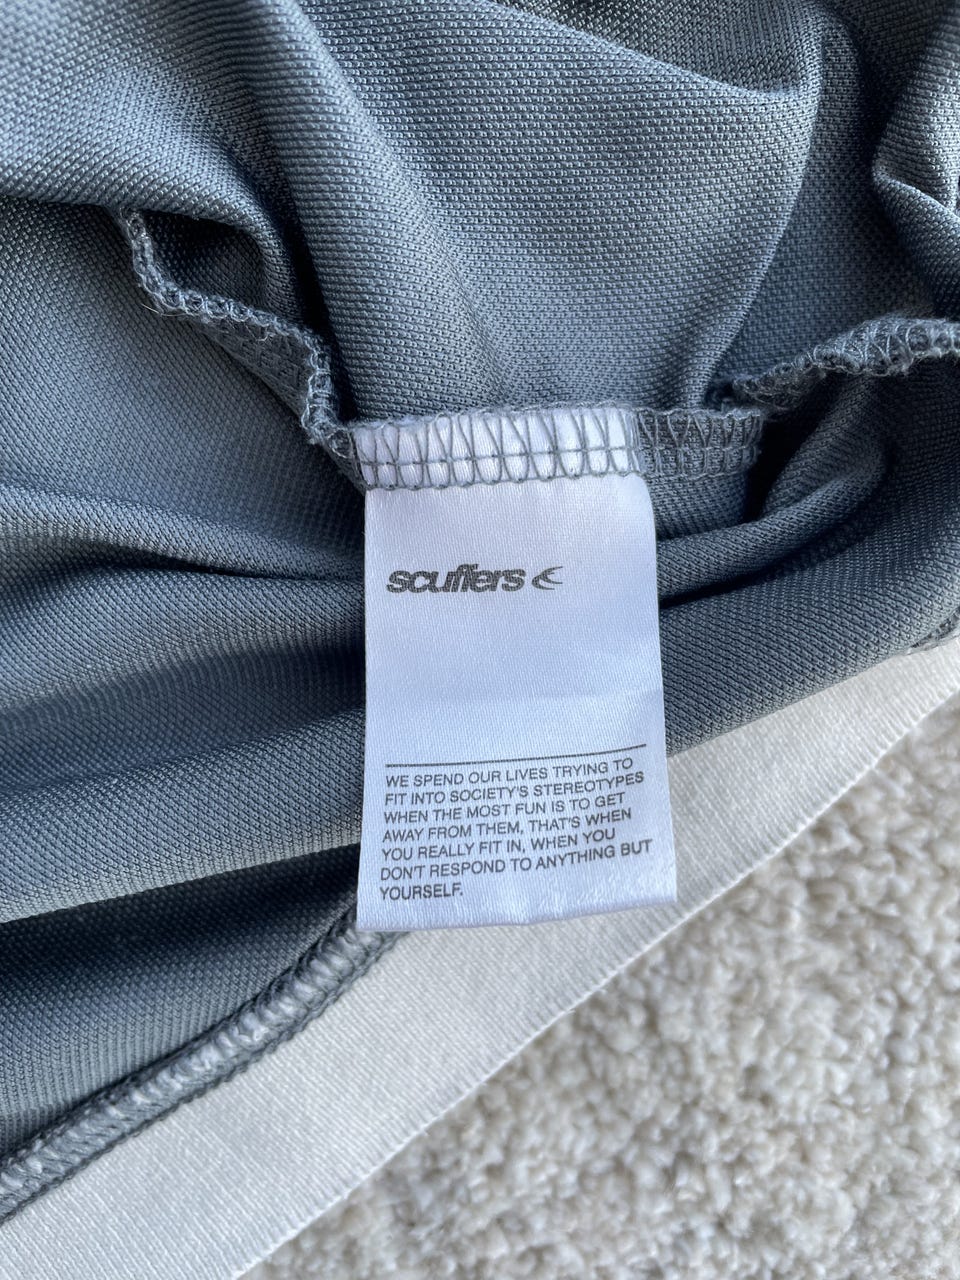 scuffers
WE SPEND OUR LIVES TRYING TO
FIT INTO SOCIETY'S STEREOTYPES
WHEN THE MOST FUN IS TO GET
AWAY FROM THEM, THAT'S WHEN
YOU REALLY FIT IN, WHEN YOU
DON'T RESPOND TO ANYTHING BUT
YOURSELF.